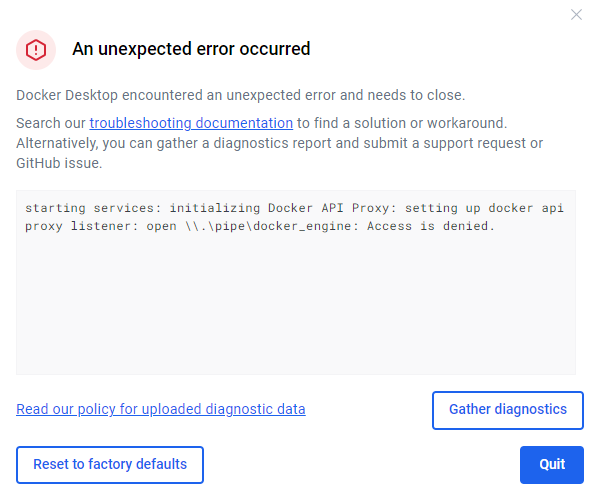 An unexpected error occurred
Docker Desktop encountered an unexpected error and needs to close.
Search our troubleshooting documentation to find a solution or workaround.
Alternatively, you can gather a diagnostics report and submit a support request or
GitHub issue.
starting services: initializing Docker API Proxy: setting up docker api
proxy listener: open \\.\pipe\docker_engine: Access is denied.
Read our policy for uploaded diagnostic data
Gather diagnostics
Reset to factory defaults
Quit